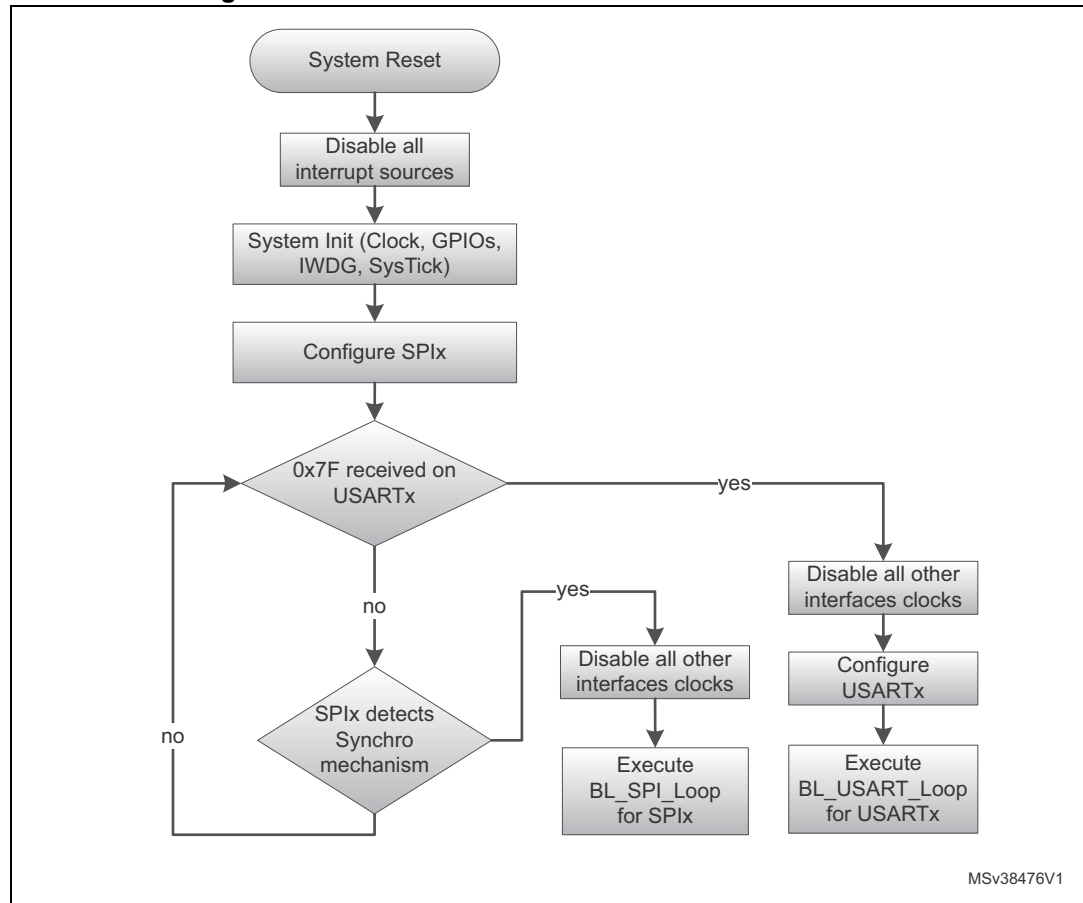 System Reset
Disable all
interrupt sources
System Init (Clock, GPIOs,
IWDG, SysTick)
Configure SPIx
0x7F received on
USARTx
yes
no
yes
Disable all other
interfaces clocks
Disable all other
interfaces clocks
Configure
USARTx
SPIx detects
Synchro
mechanism
no
Execute
BL_SPI_Loop
for SPIx
Execute
BL_USART_Loop
for USARTx
MSv38476V1